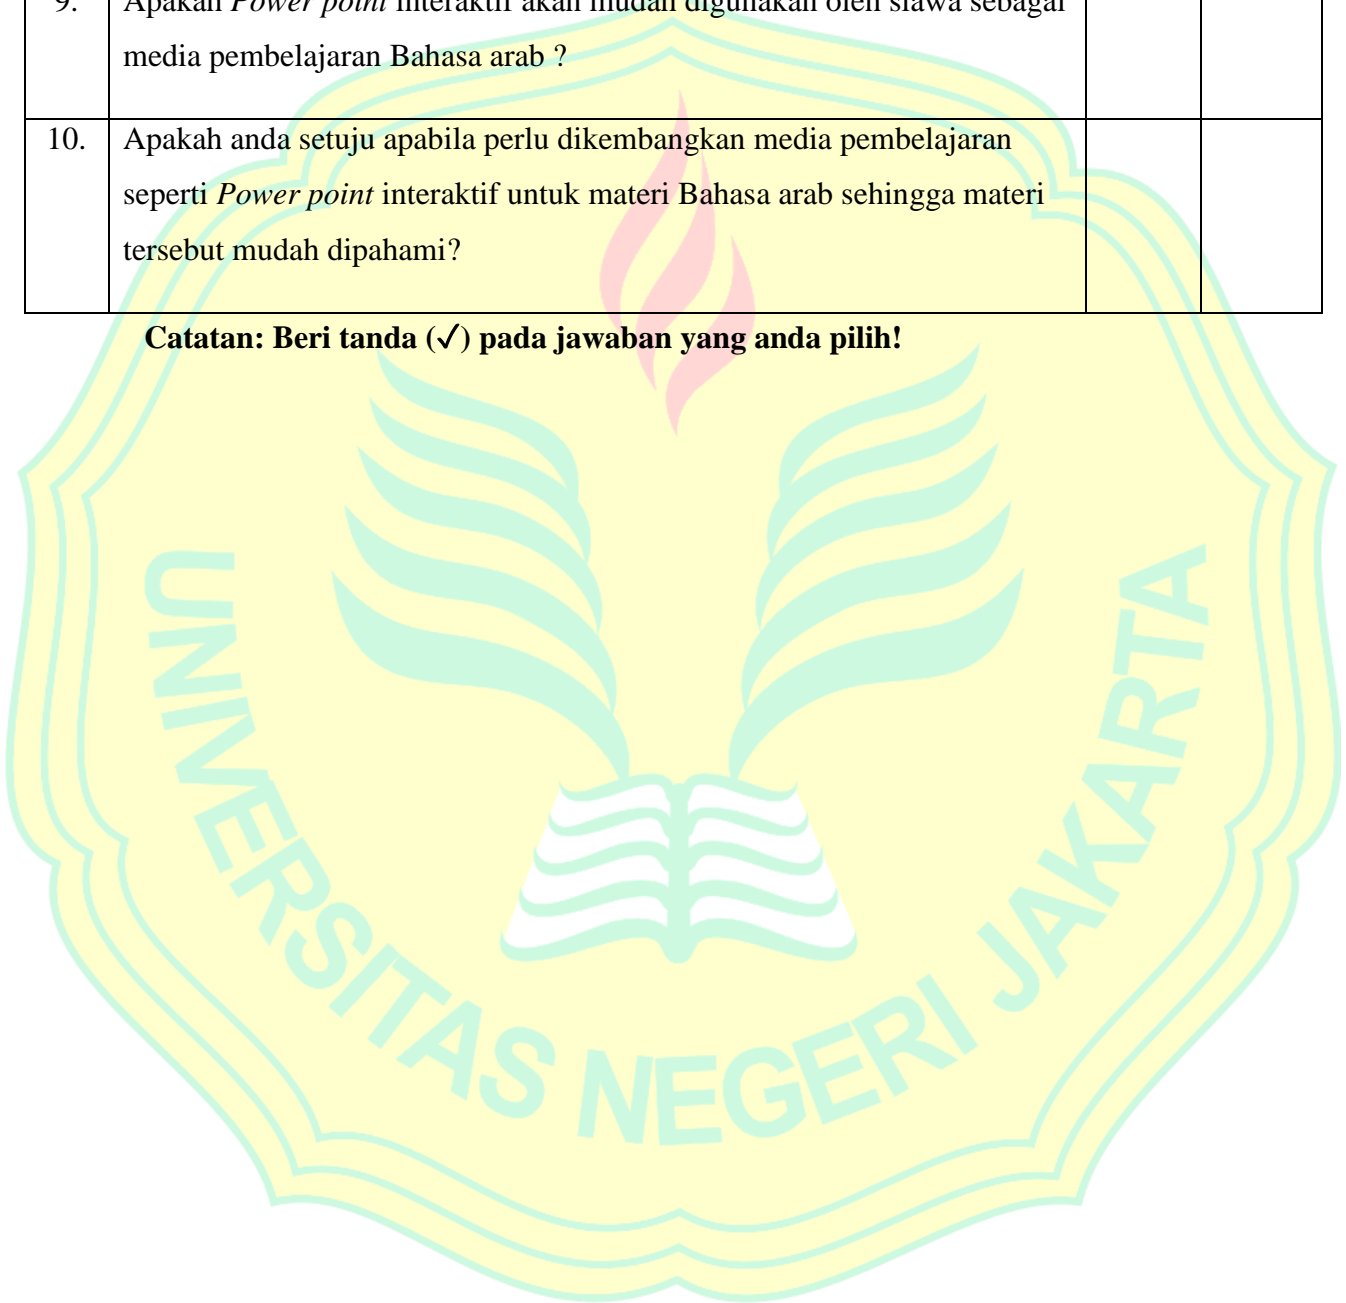 9. Apakah Power point interaktif akan mudah digunakan oleh siawa sebagai
media pembelajaran Bahasa arab ?
10. Apakah anda setuju apabila perlu dikembangkan media pembelajaran
seperti Power point interaktif untuk materi Bahasa arab sehingga materi
tersebut mudah dipahami?
Catatan: Beri tanda (✓) pada jawaban yang anda pilih!
UNIVERSITAS NEGERI JAKARTA